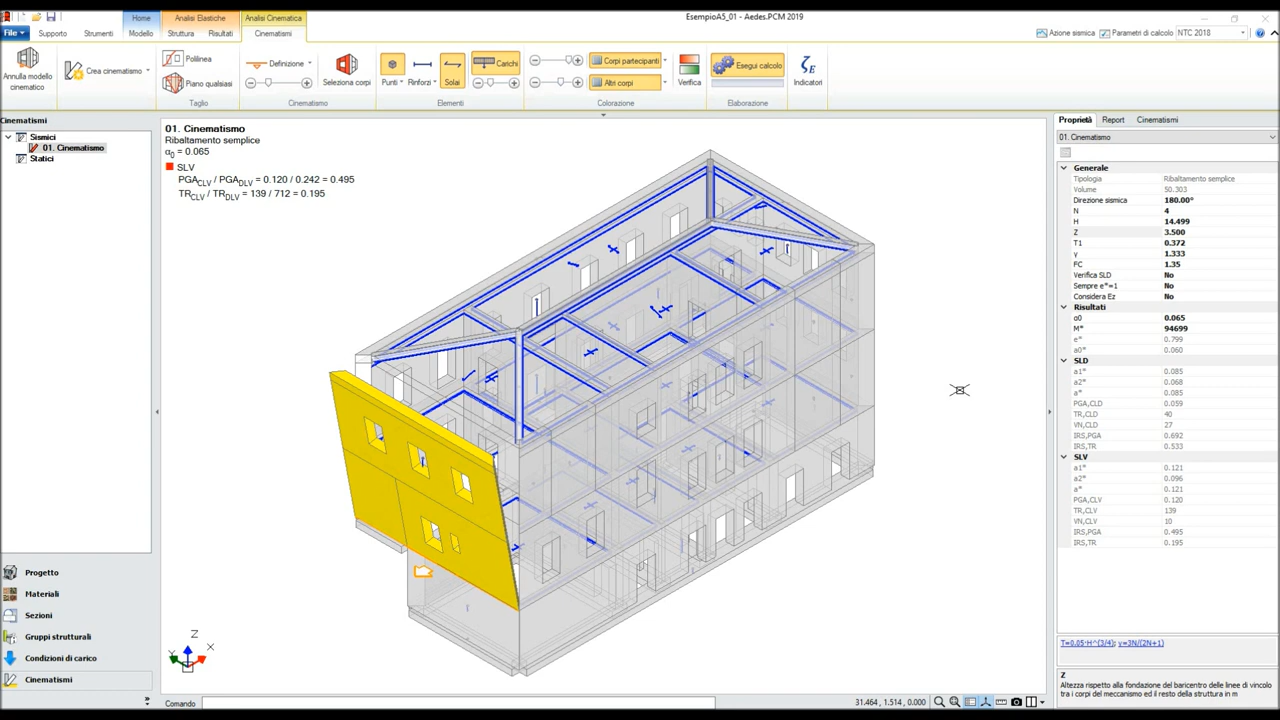 EsempioA5_01 - Aedes.PCM 2019
Home
Analisi Elastiche
Analisi Cinematica
File
Supporto
Strumenti
Modello
Struttura
Risultati
Cinematismi
Azione sismica
Parametri di calcolo
NTC 2018
Annulla modello
cinematico
Crea cinematismo
Polilinea
Piano qualsiasi
Taglio
Definizione
Seleziona corpi
Cinematismo
Punti
Rinforzi
Solai
Carichi
Elementi
Corpi partecipanti
Altri corpi
Colorazione
Verifica
Esegui calcolo
Elaborazione
Indicatori
Cinematismi
Sismici
01. Cinematismo
Statici
Progetto
Materiali
Sezioni
Gruppi strutturali
Condizioni di carico
Cinematismi
01. Cinematismo
Ribaltamento semplice
α0 = 0.065
SLV
PGACLV / PGADLV = 0.120 / 0.242 = 0.495
TRCLV / TRDLV = 139 / 712 = 0.195
Z
X
Y
Comando
31.464 , 1.514 , 0.000
Proprietà Report Cinematismi
01. Cinematismo
Generale
Tipologia Ribaltamento semplice
Volume 50.303
Direzione sismica 180.00°
N 4
H 14.499
Z 3.500
T1 0.372
γ 1.333
FC 1.35
Verifica SLD No
Sempre e*=1 No
Considera Ez No
Risultati
α0 0.065
M* 94699
e* 0.799
a0* 0.060
SLD
a1* 0.085
a2* 0.068
a* 0.085
PGA,CLD 0.059
TR,CLD 40
VN,CLD 27
IRS,PGA 0.692
IRS,TR 0.533
SLV
a1* 0.121
a2* 0.096
a* 0.121
PGA,CLV 0.120
TR,CLV 139
VN,CLV 10
IRS,PGA 0.495
IRS,TR 0.195
T=0.05·H^(3/4); γ=3N/(2N+1)
Z
Altezza rispetto alla fondazione del baricentro delle linee di vincolo
tra i corpi del meccanismo ed il resto della struttura in m